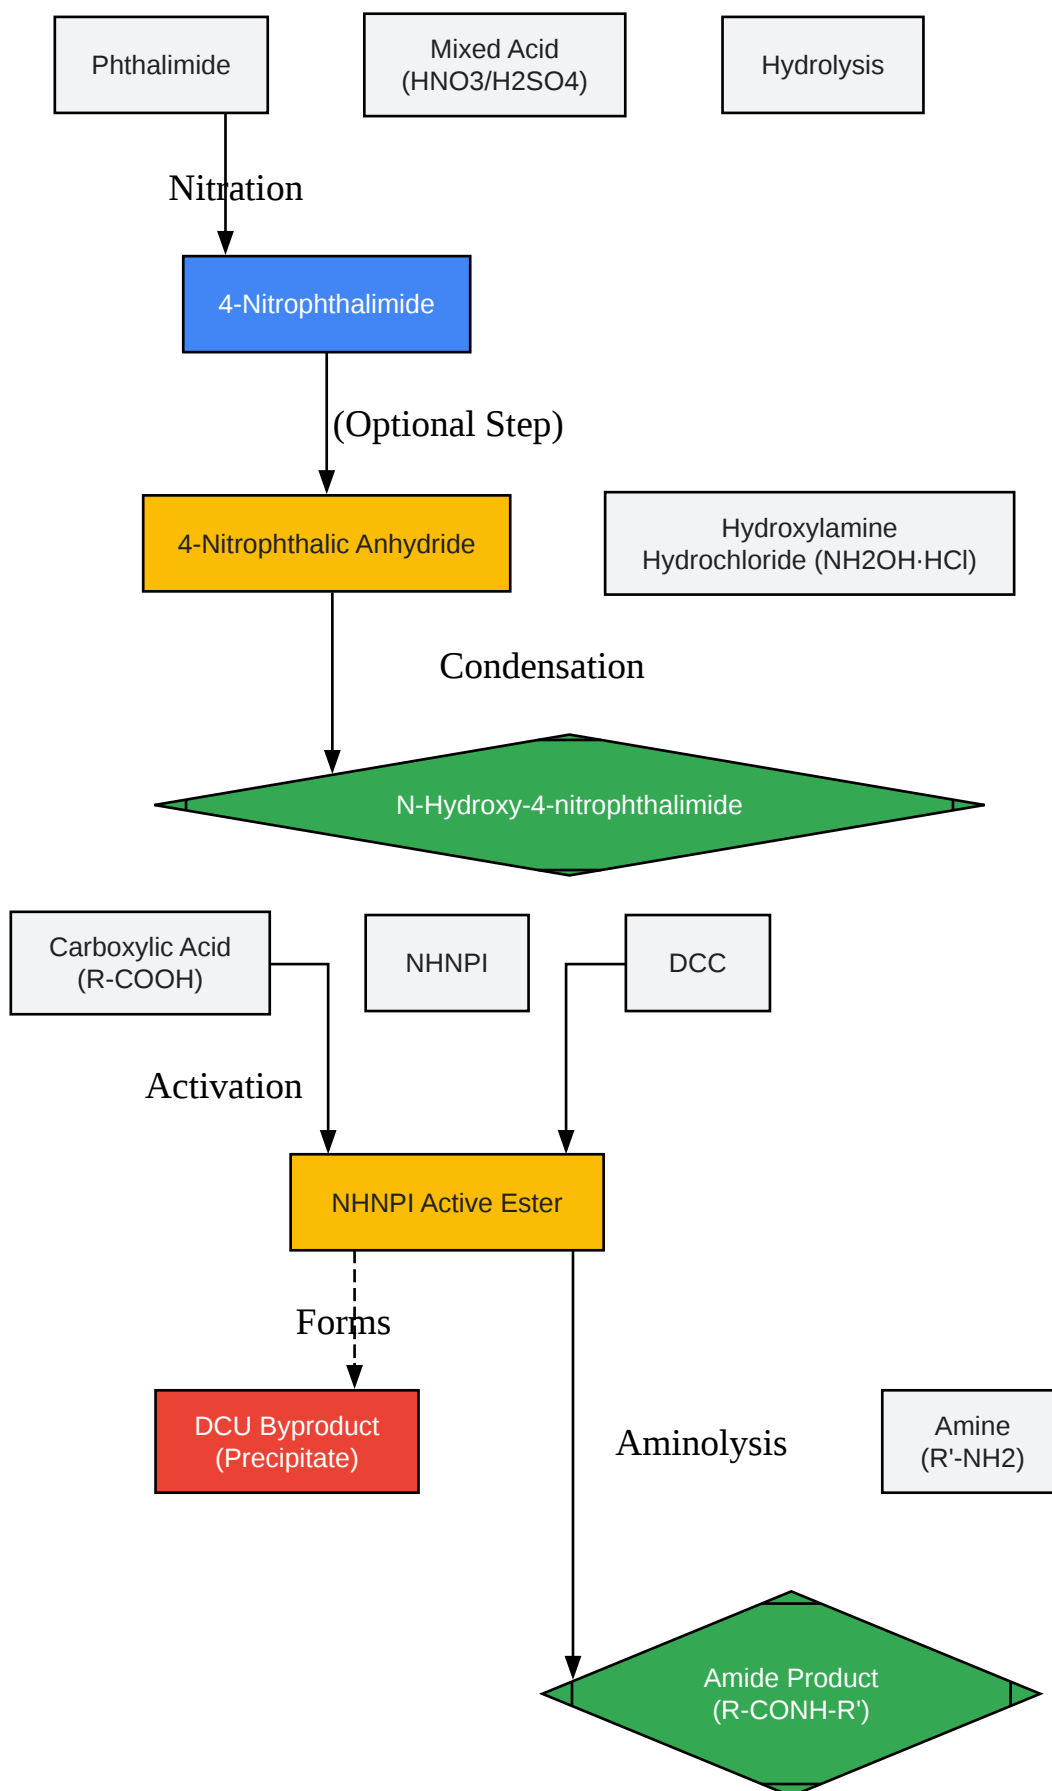 Phthalimide
Mixed Acid
(HNO3/H2SO4)
Hydrolysis
Nitration
4-Nitrophthalimide
(Optional Step)
4-Nitrophthalic Anhydride
Hydroxylamine
Hydrochloride (NH2OH·HCl)
Condensation
N-Hydroxy-4-nitrophthalimide
Carboxylic Acid
(R-COOH)
NHNPI
DCC
Activation
NHNPI Active Ester
Forms
DCU Byproduct
(Precipitate)
Aminolysis
Amine
(R'-NH2)
Amide Product
(R-CONH-R')